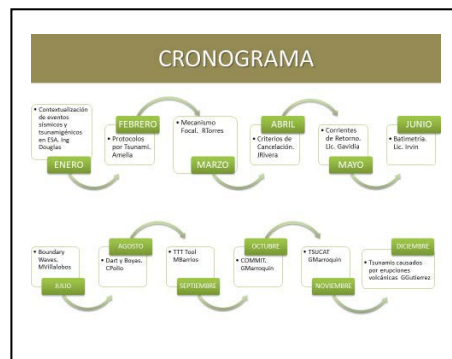 CRONOGRAMA
• Contextualización
de eventos
sísmicos y
tsunamigénicos
en ESA. Ing
Douglas
ENERO
FEBRERO
• Protocolos
por Tsunami.
Amelia
• Mecanismo
Focal. RTorres
MARZO
ABRIL
• Criterios de
Cancelación.
JRivera
• Corrientes
de Retorno.
Lic. Gavidia
MAYO
JUNIO
• Batimetría.
Lic. Irvin
• Boundary
Waves.
MVillalobos
JULIO
AGOSTO
• Dart y Boyas.
CPolio
• TTT Tool
MBarrios
SEPTIEMBRE
OCTUBRE
• COMMIT.
GMarroquin
• TSUCAT
GMarroquin
NOVIEMBRE
DICIEMBRE
• Tsunamis causados
por erupciones
volcánicas GGutierrez